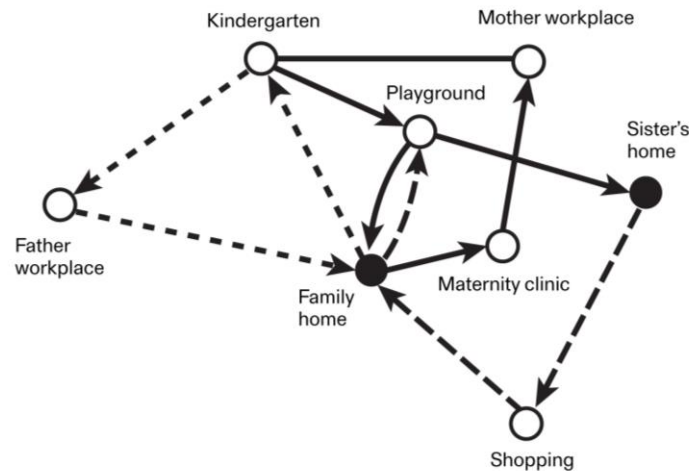 Kindergarten
Mother workplace
Playground
Sister's
home
Father
workplace
Family
home
Maternity clinic
Shopping